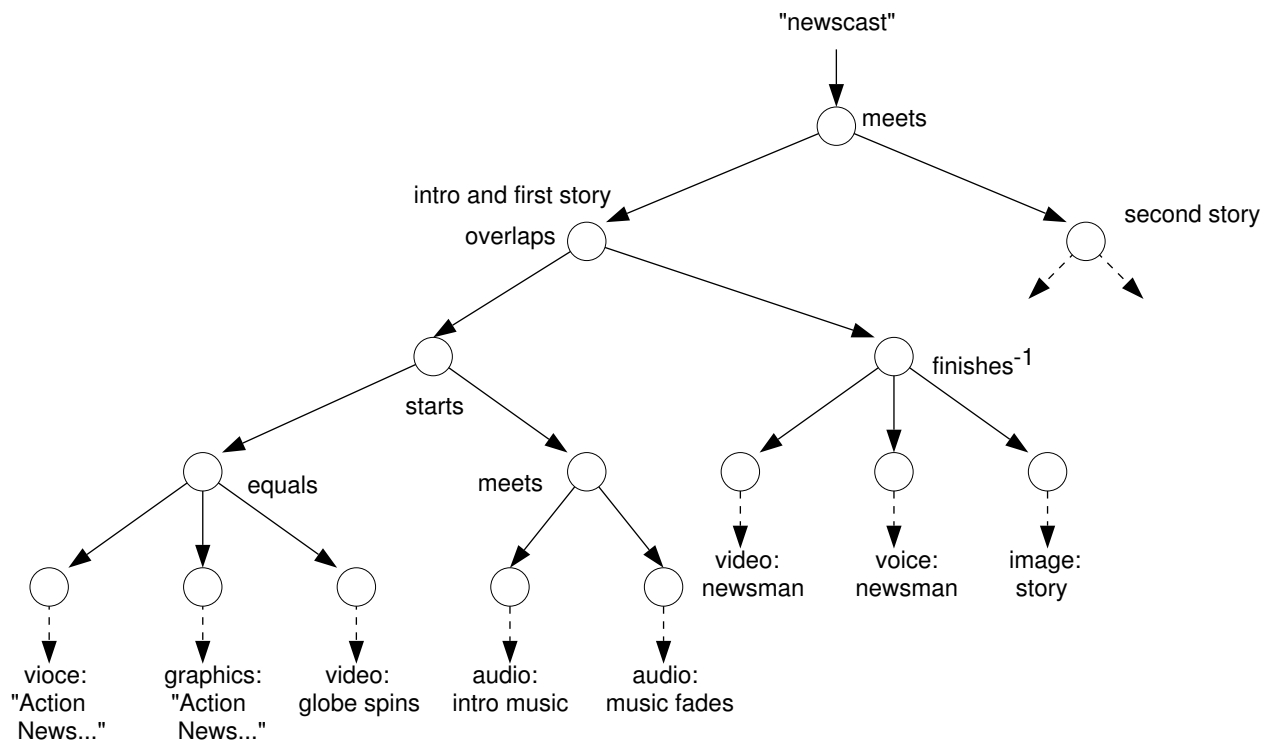 "newscast"
meets
intro and first story
second story
overlaps
finishes-1
starts
equals
meets
video:
newsman
voice:
newsman
image:
story
vioce:
"Action
News..."
graphics:
"Action
News..."
video:
globe spins
audio:
intro music
audio:
music fades